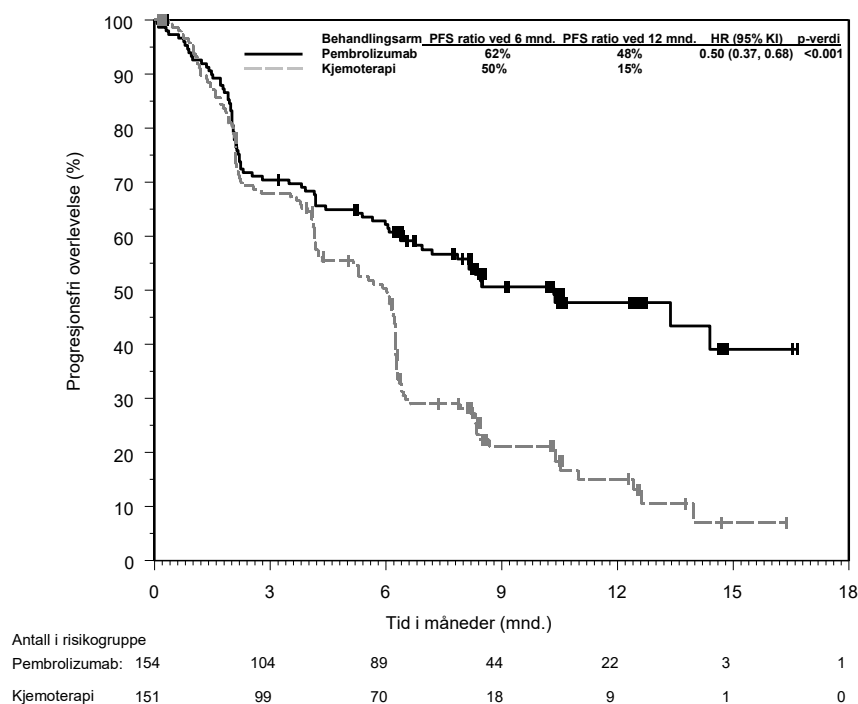 Behandlingsarm PFS ratio ved 6 mnd. PFS ratio ved 12 mnd. HR (95% KI) p-verdi
Pembrolizumab 62% 48% 0.50 (0.37, 0.68) <0.001
Kjemoterapi 50% 15%
Progresjonsfri overlevelse (%)
100
90
80
70
60
50
40
30
20
10
0
0 3 6 9 12 15 18
Tid i måneder (mnd.)
Antall i risikogruppe
Pembrolizumab: 154 104 89 44 22 3 1
Kjemoterapi 151 99 70 18 9 1 0